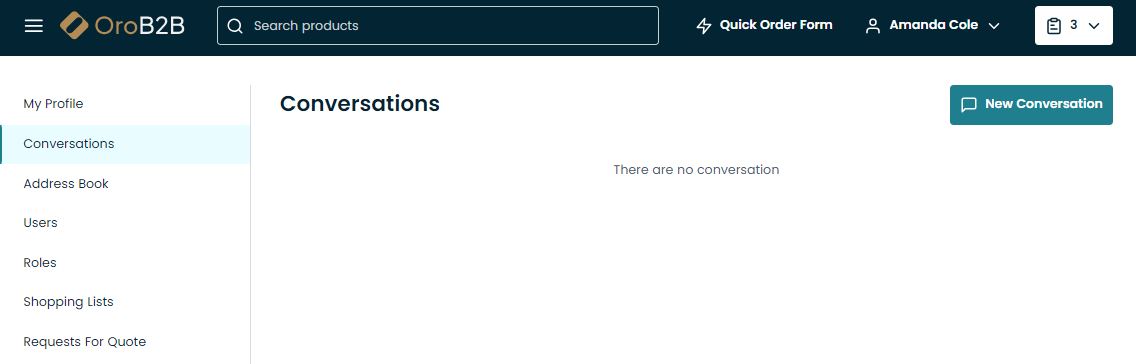 OroB2B
Search products
Quick Order Form
Amanda Cole
3
My Profile
Conversations
Address Book
Users
Roles
Shopping Lists
Requests For Quote
Conversations
New Conversation
There are no conversation